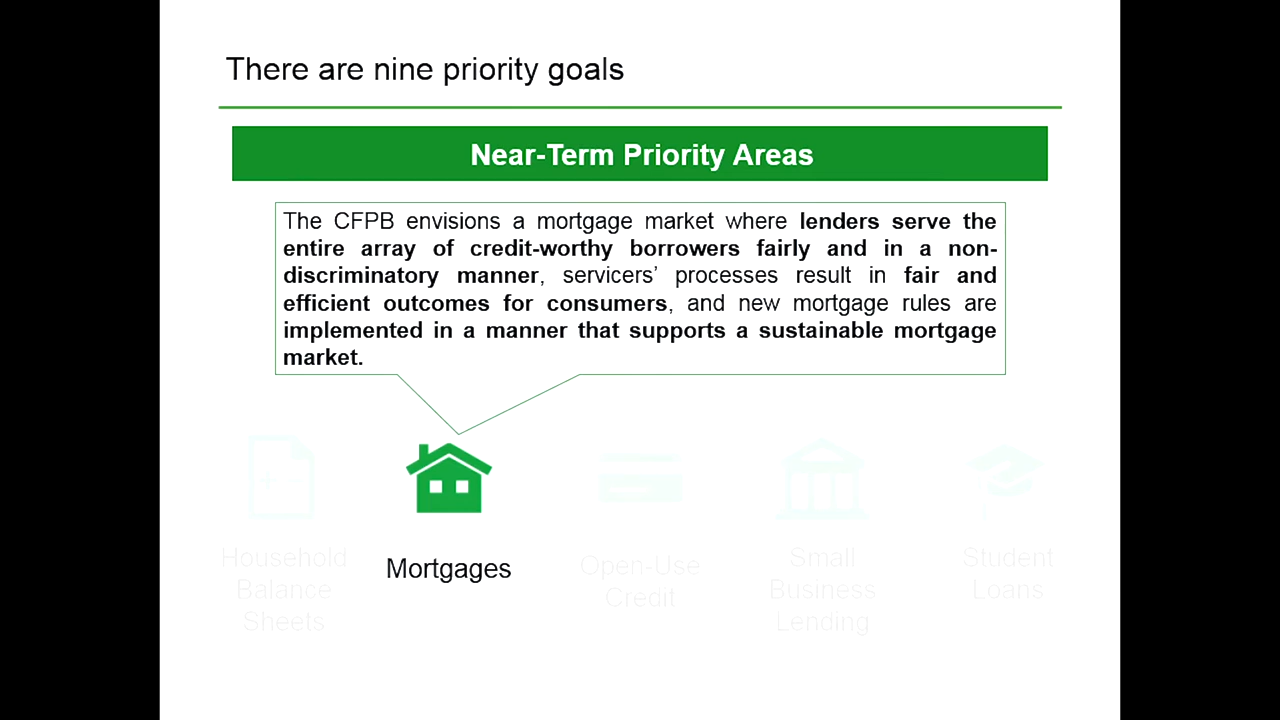 There are nine priority goals
Near-Term Priority Areas
The CFPB envisions a mortgage market where lenders serve the
entire array of credit-worthy borrowers fairly and in a non-
discriminatory manner, servicers’ processes result in fair and
efficient outcomes for consumers, and new mortgage rules are
implemented in a manner that supports a sustainable mortgage
market.
Household
Balance
Sheets
Mortgages
Open-Use
Credit
Small
Business
Lending
Student
Loans